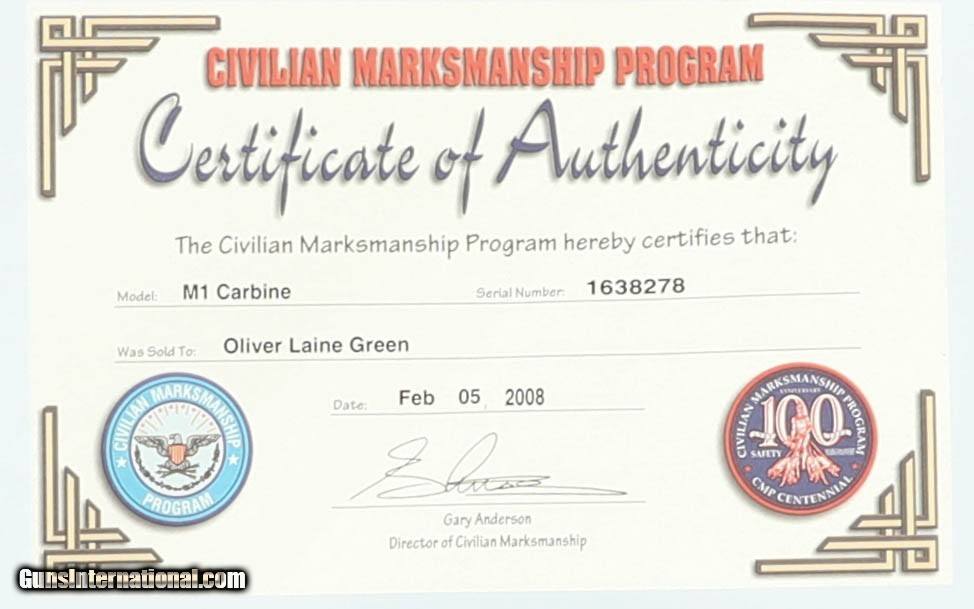 CIVILIAN MARKSMANSHIP PROGRAM
Certificate of Authenticity
The Civilian Marksmanship Program hereby certifies that:
Model: M1 Carbine Serial Number: 1638278
Was Sold To: Oliver Laine Green
Date: Feb 05, 2008
CIVILIAN MARKSMANSHIP
PROGRAM
CIVILIAN MARKSMANSHIP PROGRAM
ANNIVERSARY
100
SAFETY
CMP CENTENNIAL
Gary Anderson
Director of Civilian Marksmanship
GunsInternational.com